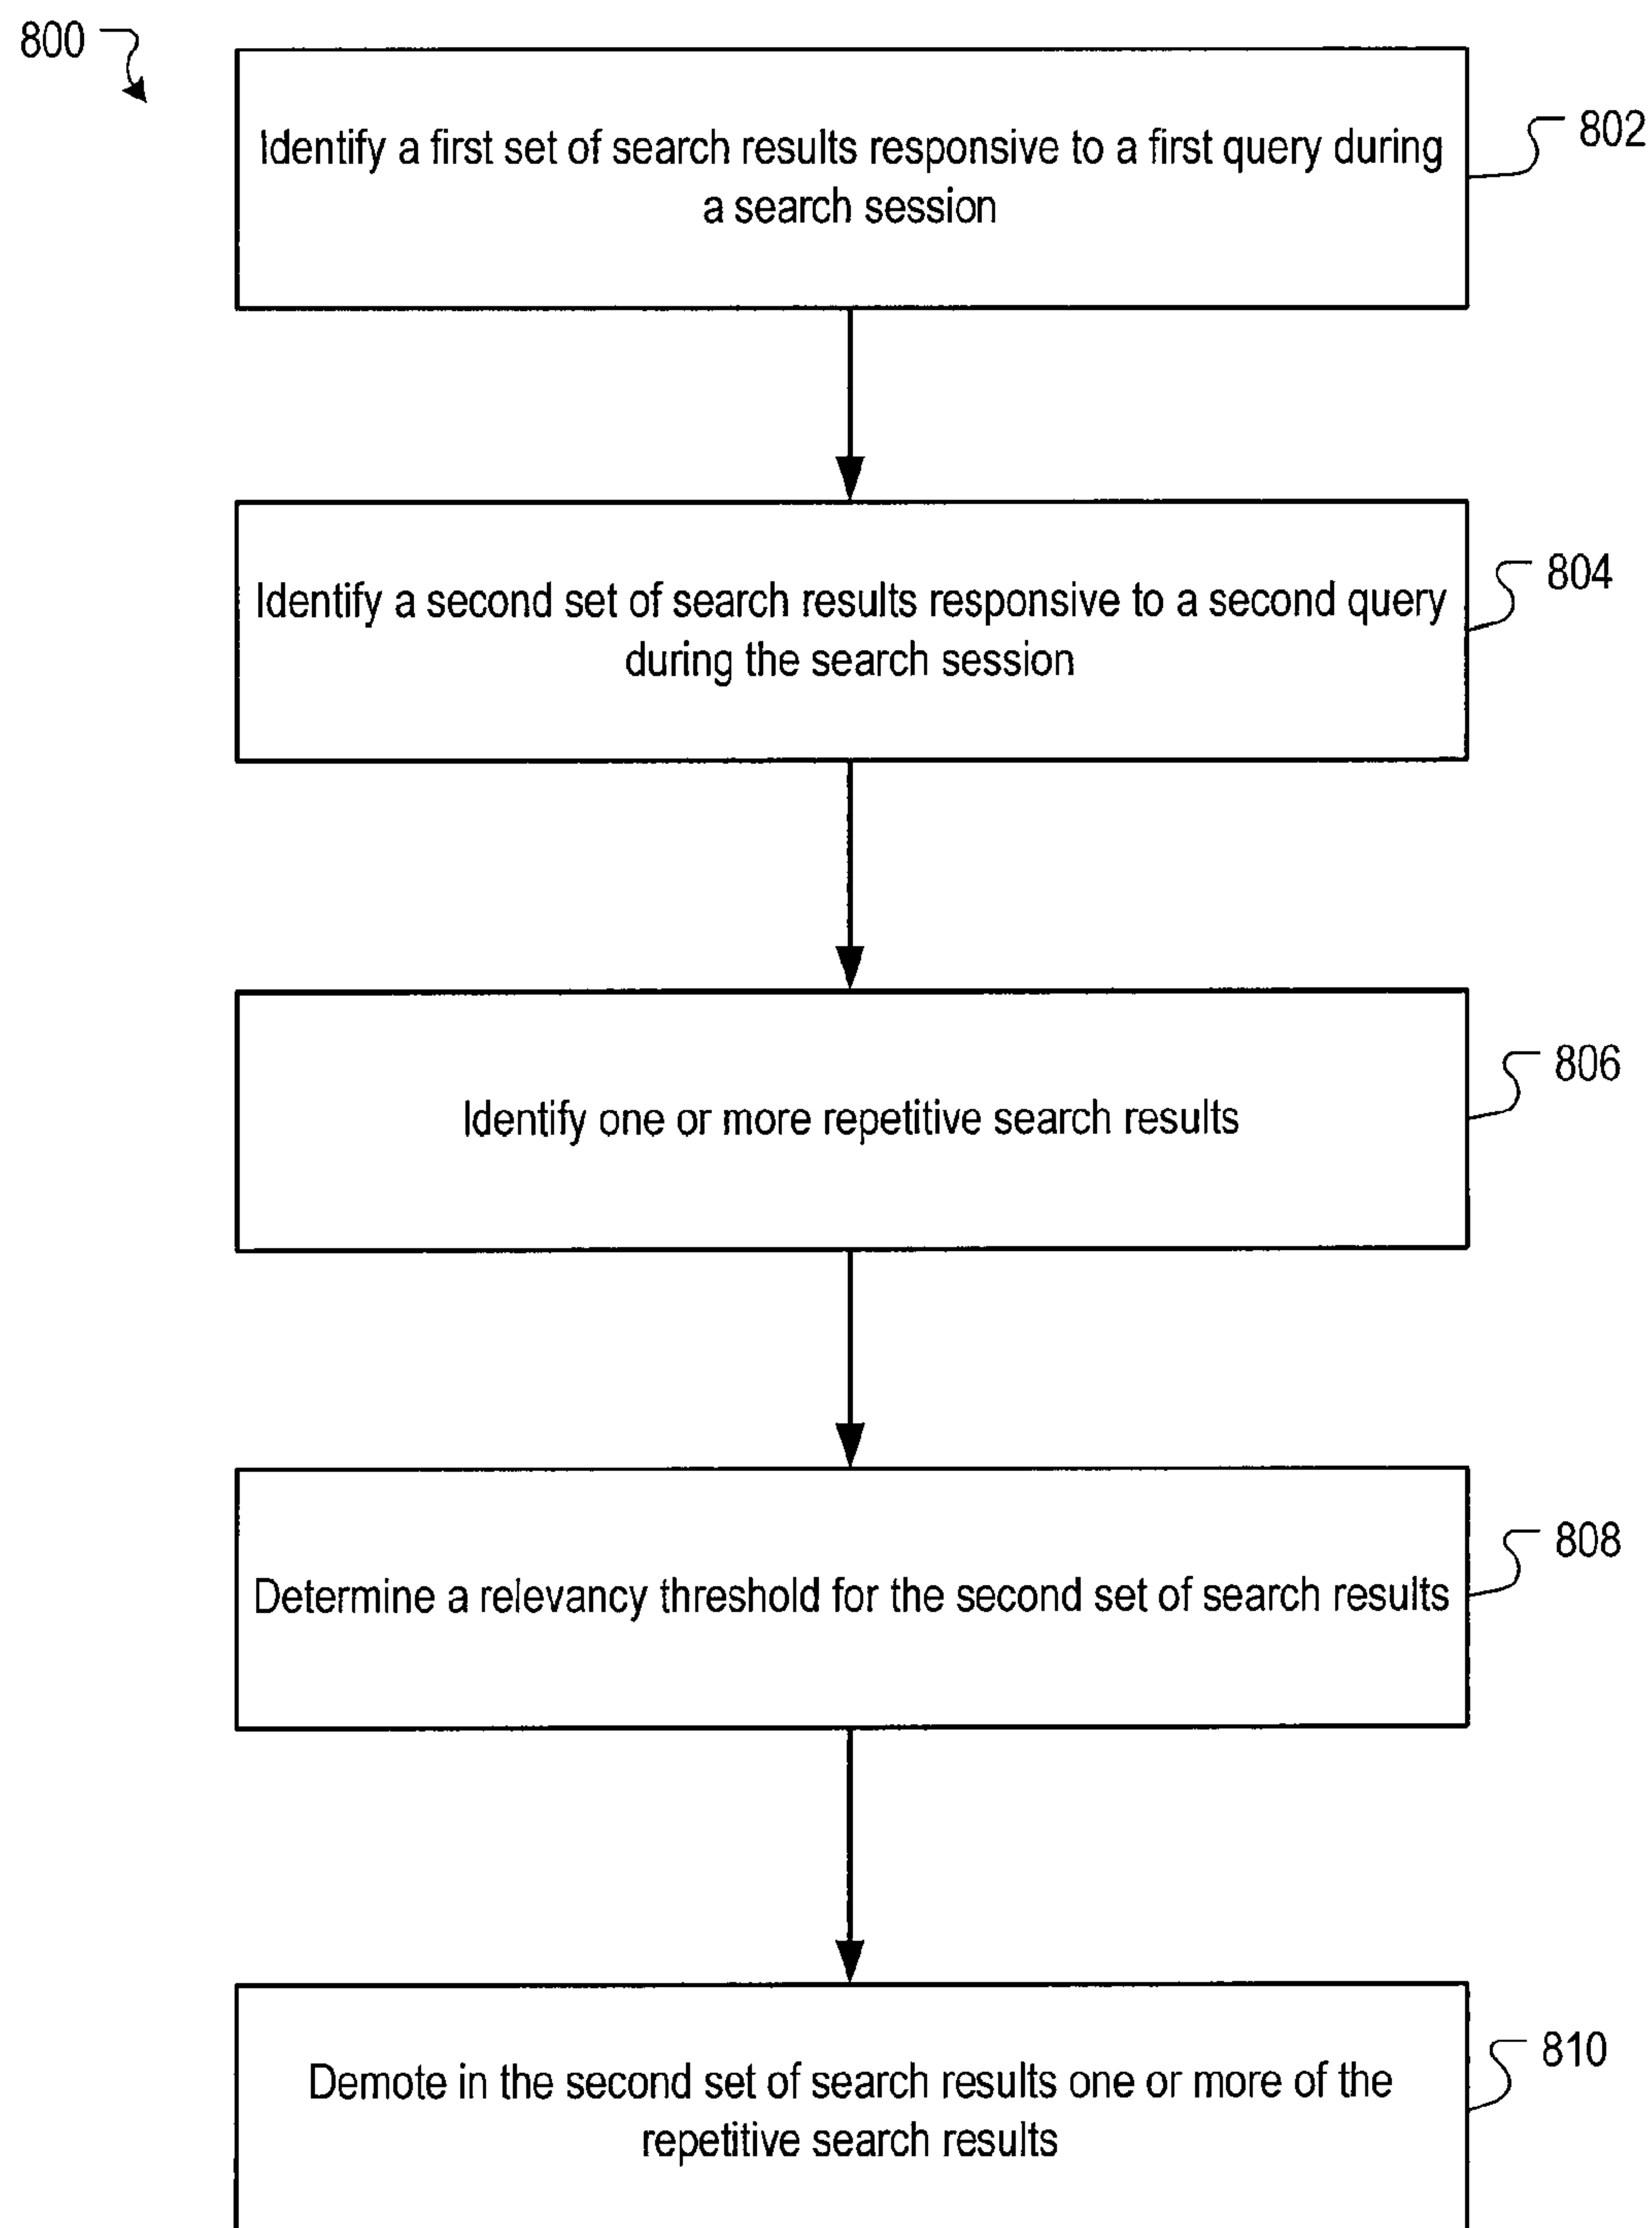 800
Identify a first set of search results responsive to a first query during
a search session
802
Identify a second set of search results responsive to a second query
during the search session
804
Identify one or more repetitive search results
806
Determine a relevancy threshold for the second set of search results
808
Demote in the second set of search results one or more of the
repetitive search results
810